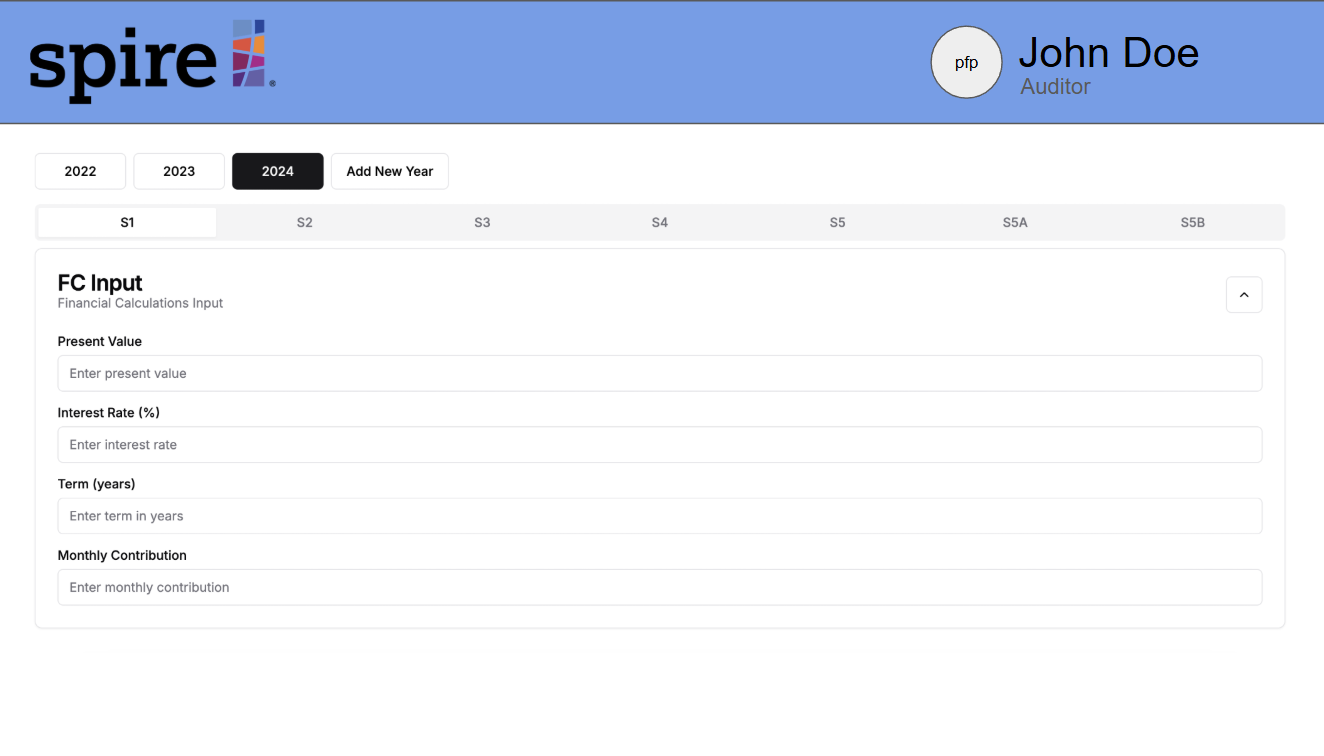 spire®
pfp
John Doe
Auditor
2022 2023 2024 Add New Year
S1 S2 S3 S4 S5 S5A S5B
FC Input
Financial Calculations Input
Present Value
Enter present value
Interest Rate (%)
Enter interest rate
Term (years)
Enter term in years
Monthly Contribution
Enter monthly contribution